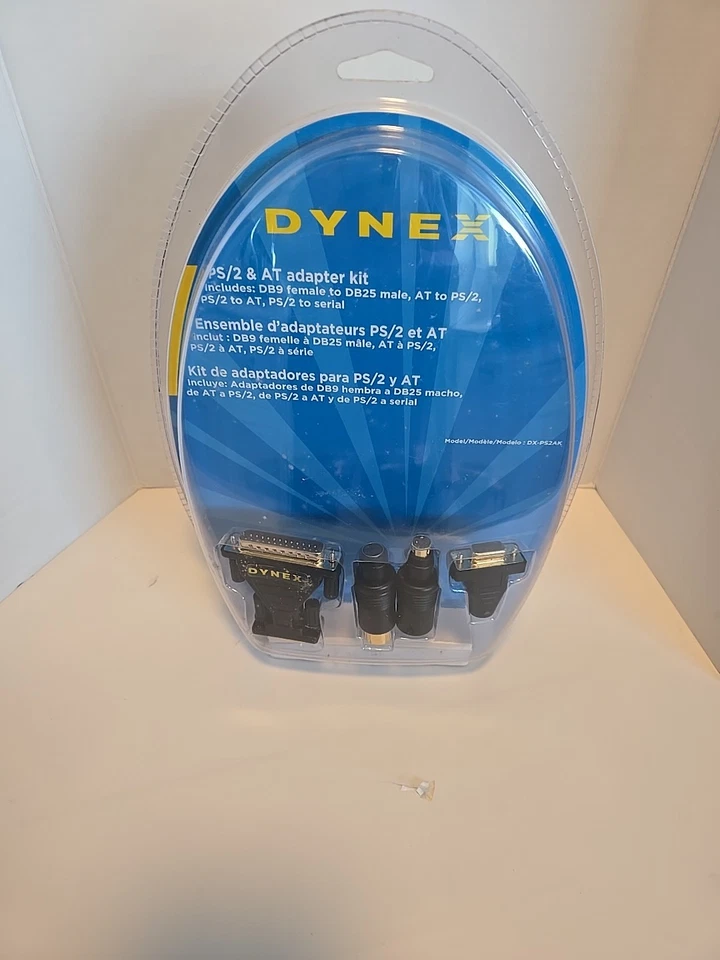 DYNEX
PS/2 & AT adapter kit
Includes: DB9 female to DB25 male, AT to PS/2,
PS/2 to AT, PS/2 to serial
Ensemble d'adaptateurs PS/2 et AT
Inclut : DB9 femelle à DB25 mâle, AT à PS/2,
PS/2 à AT, PS/2 à série
Kit de adaptadores para PS/2 y AT
Incluye: Adaptadores de DB9 hembra a DB25 macho,
de AT a PS/2, de PS/2 a AT y de PS/2 a serial
Model/Modèle/Modelo : DX-PS2AK
DYNEX